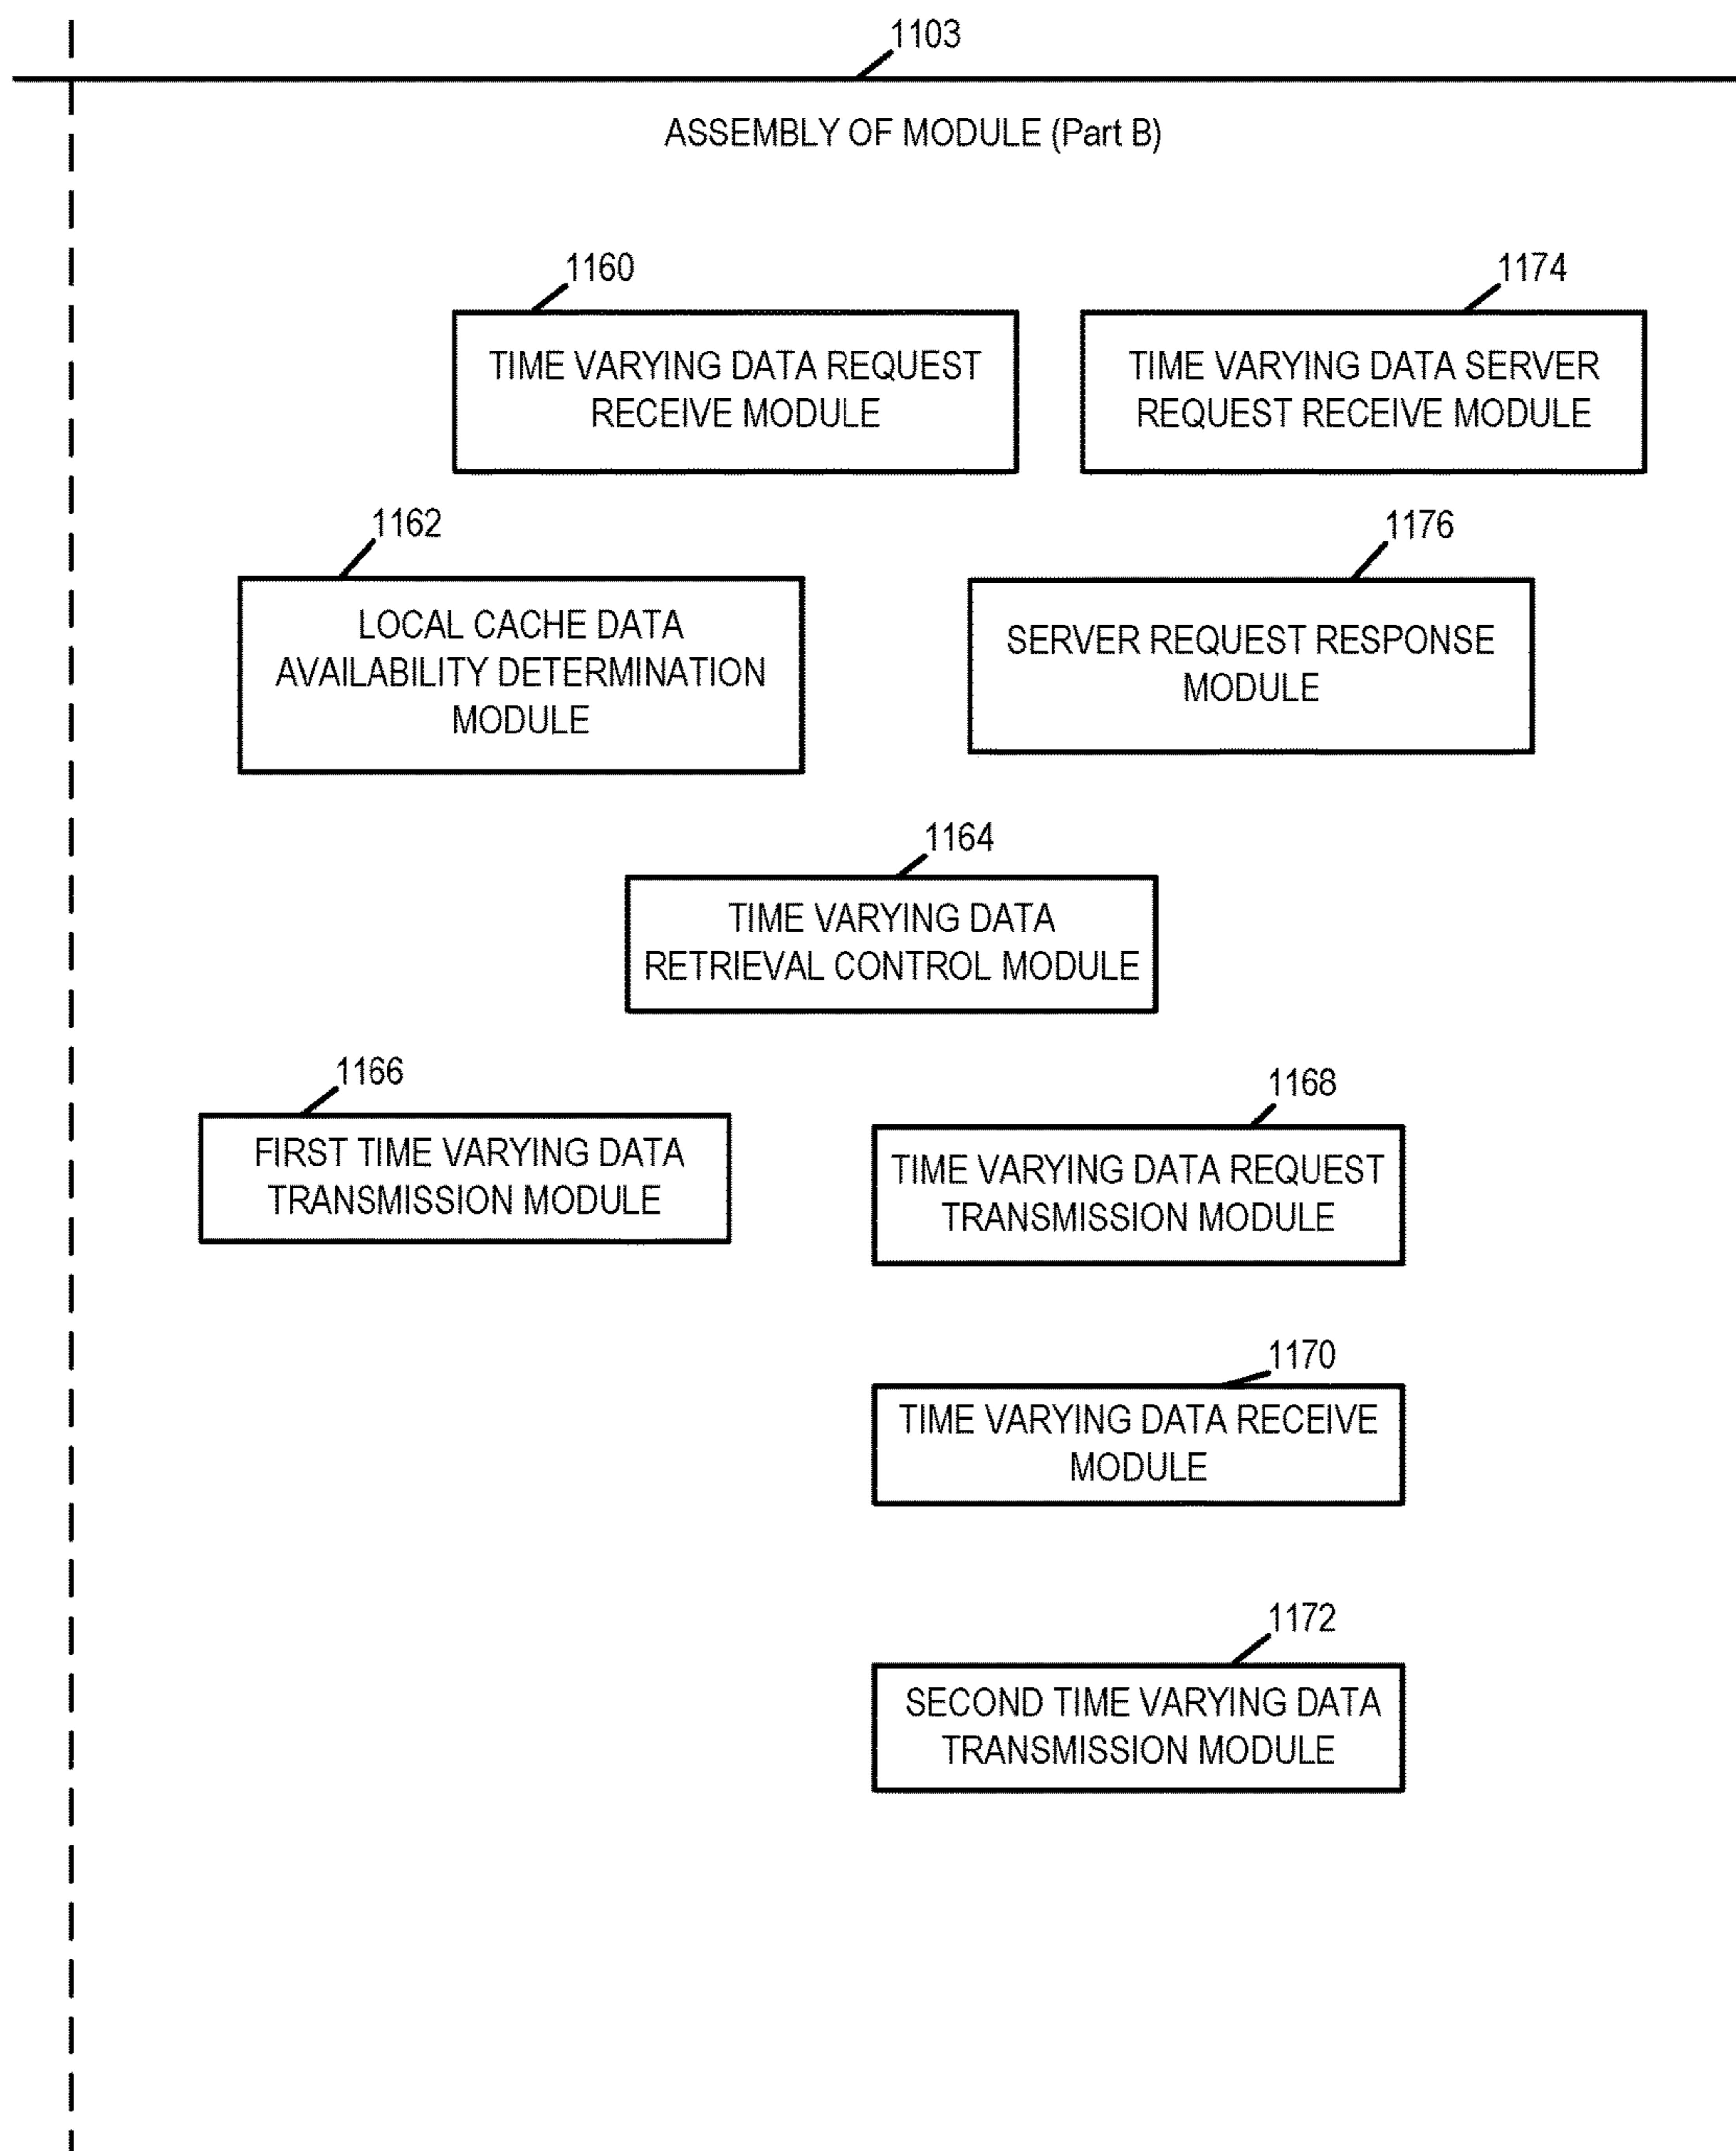 1103
ASSEMBLY OF MODULE (Part B)
1160
TIME VARYING DATA REQUEST
RECEIVE MODULE
1174
TIME VARYING DATA SERVER
REQUEST RECEIVE MODULE
1162
LOCAL CACHE DATA
AVAILABILITY DETERMINATION
MODULE
1176
SERVER REQUEST RESPONSE
MODULE
1164
TIME VARYING DATA
RETRIEVAL CONTROL MODULE
1166
FIRST TIME VARYING DATA
TRANSMISSION MODULE
1168
TIME VARYING DATA REQUEST
TRANSMISSION MODULE
1170
TIME VARYING DATA RECEIVE
MODULE
1172
SECOND TIME VARYING DATA
TRANSMISSION MODULE